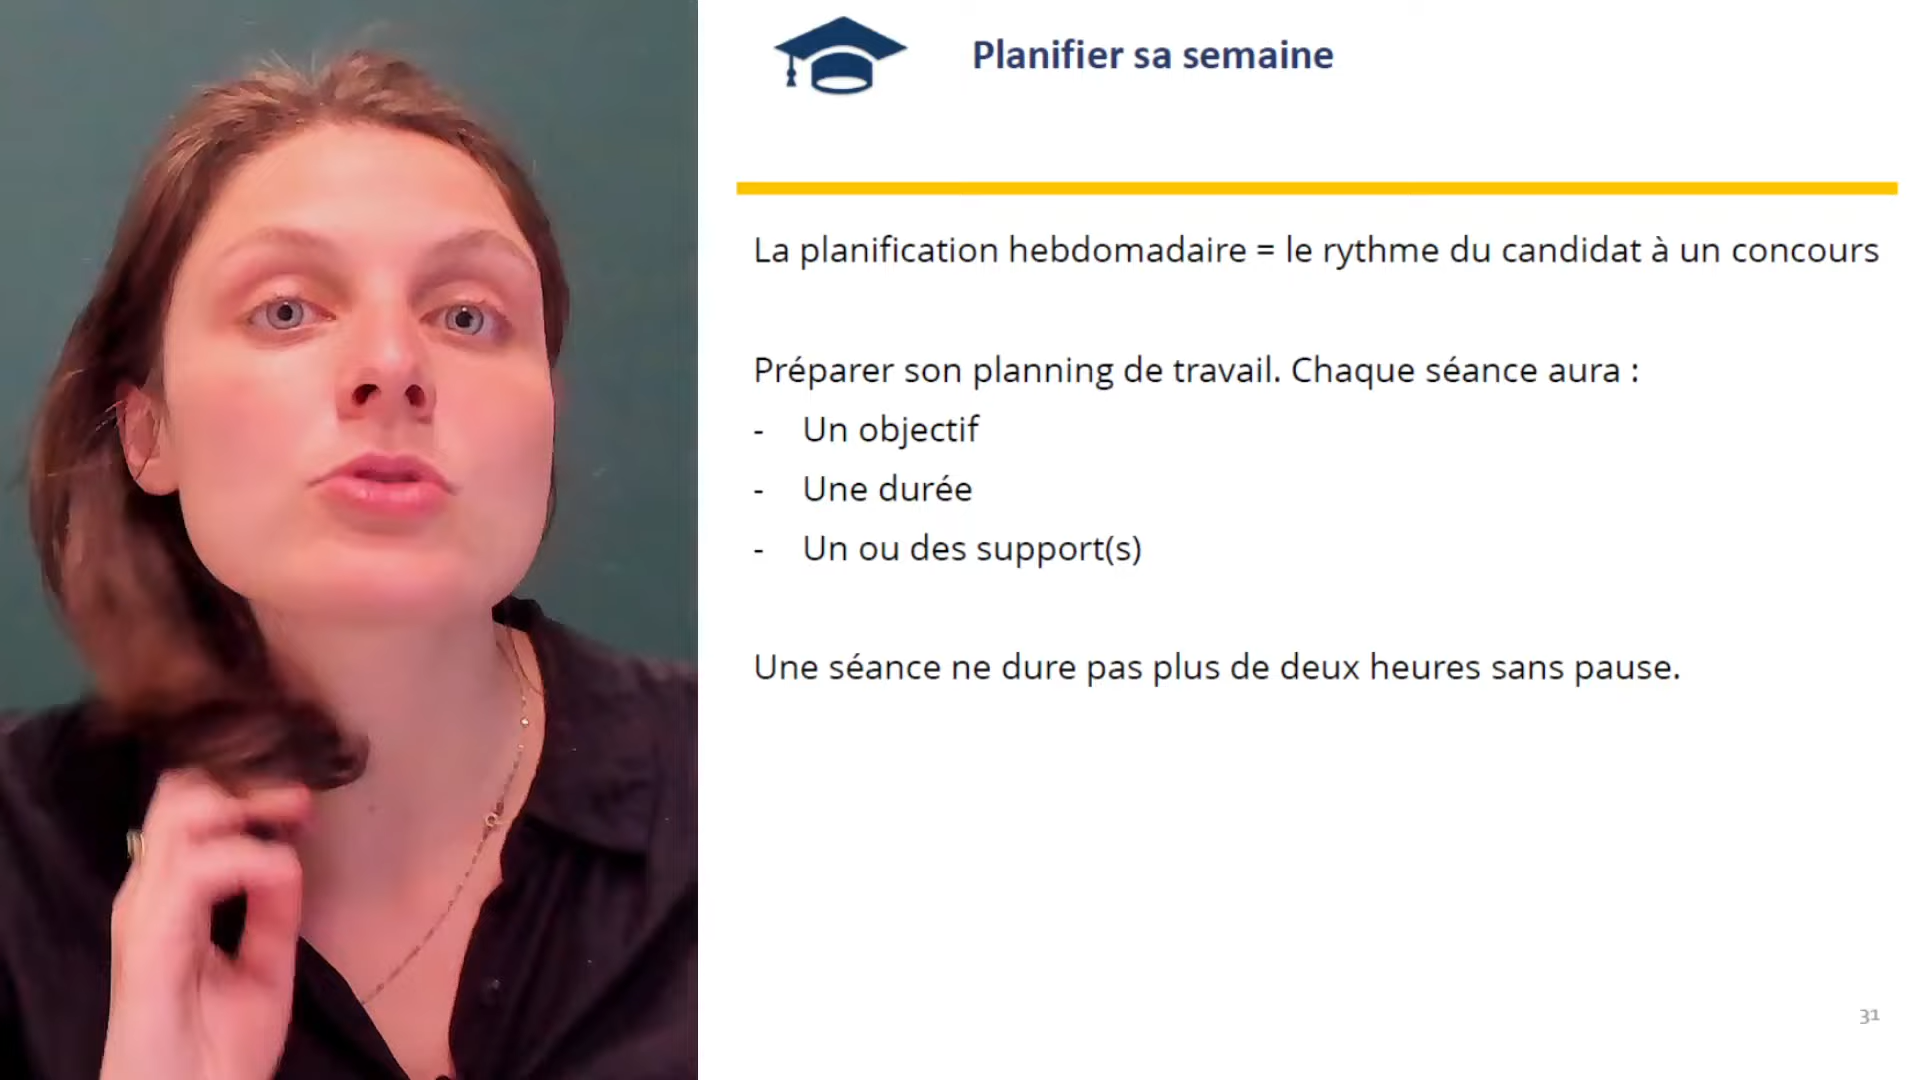 Planifier sa semaine
La planification hebdomadaire = le rythme du candidat à un concours
Préparer son planning de travail. Chaque séance aura :
- Un objectif
- Une durée
- Un ou des support(s)
Une séance ne dure pas plus de deux heures sans pause.
31